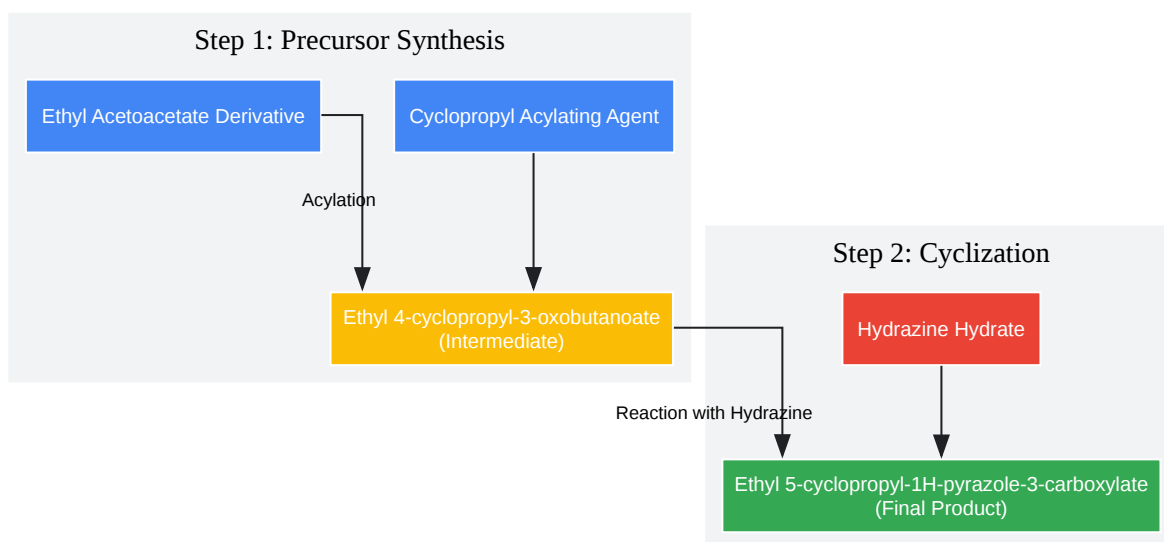 Step 1: Precursor Synthesis
Ethyl Acetoacetate Derivative
Cyclopropyl Acylating Agent
Acylation
Ethyl 4-cyclopropyl-3-oxobutanoate
(Intermediate)
Step 2: Cyclization
Hydrazine Hydrate
Reaction with Hydrazine
Ethyl 5-cyclopropyl-1H-pyrazole-3-carboxylate
(Final Product)